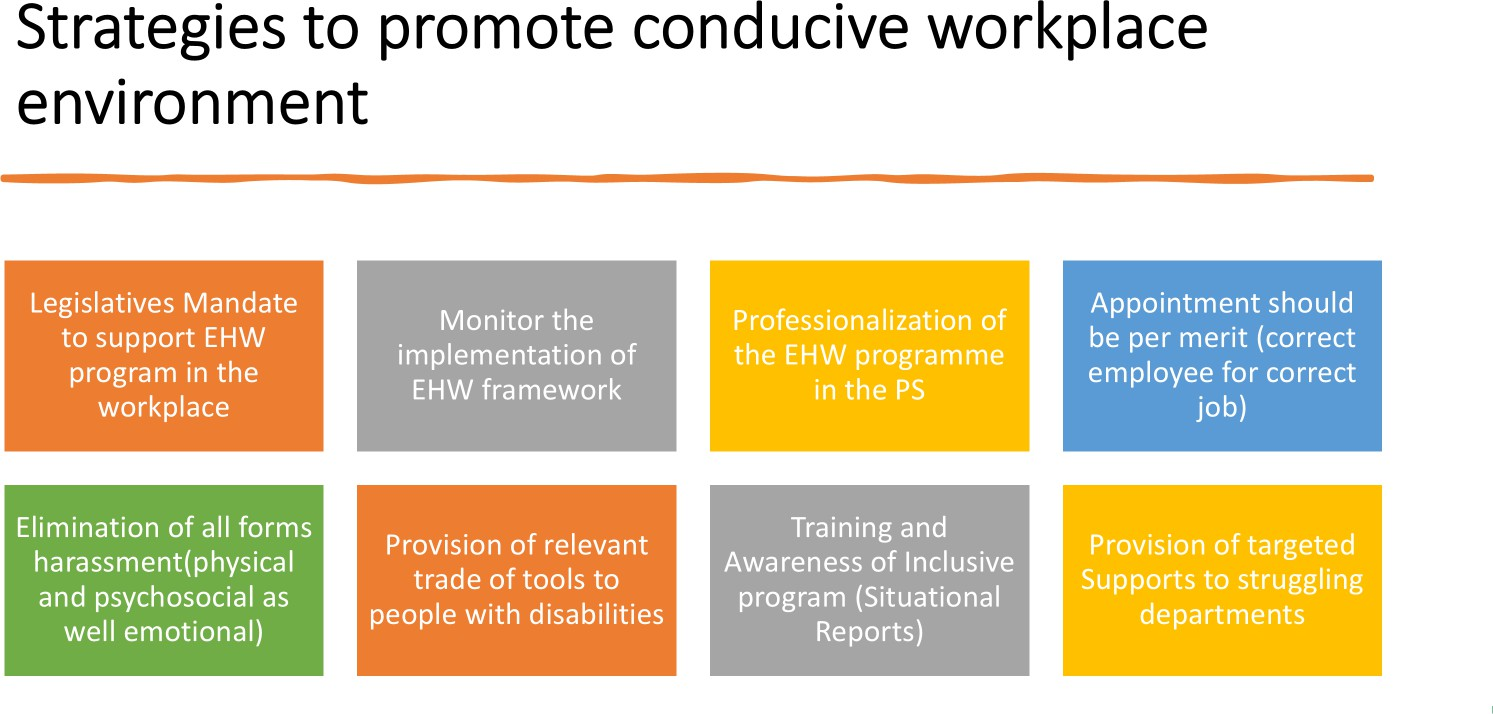 Strategies to promote conducive workplace
environment
Legislatives Mandate
to support EHW
program in the
workplace
Monitor the
implementation of
EHW framework
Professionalization of
the EHW programme
in the PS
Appointment should
be per merit (correct
employee for correct
job)
Elimination of all forms
harassment(physical
and psychosocial as
well emotional)
Provision of relevant
trade of tools to
people with disabilities
Training and
Awareness of Inclusive
program (Situational
Reports)
Provision of targeted
Supports to struggling
departments